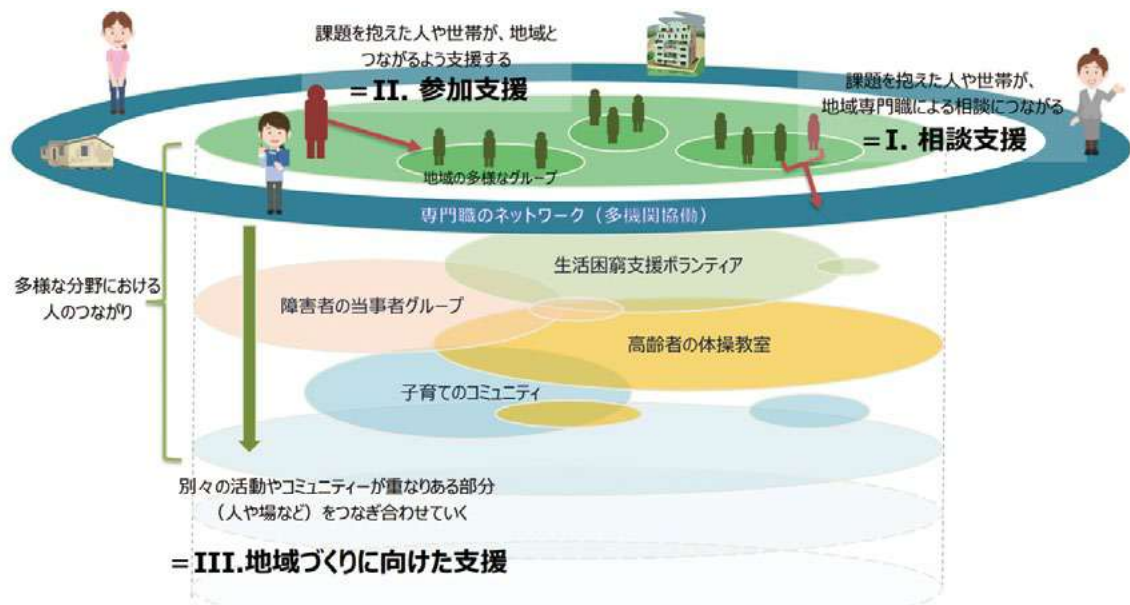 課題を抱えた人や世帯が、地域と
つながるよう支援する
=II. 参加支援
課題を抱えた人や世帯が、
地域専門職による相談につながる
=I. 相談支援
地域の多様なグループ
専門職のネットワーク（多機関協働）
多様な分野における
人のつながり
生活困窮支援ボランティア
障害者の当事者グループ
高齢者の体操教室
子育てのコミュニティ
別々の活動やコミュニティーが重なりある部分
（人や場など）をつなぎ合わせていく
=III.地域づくりに向けた支援